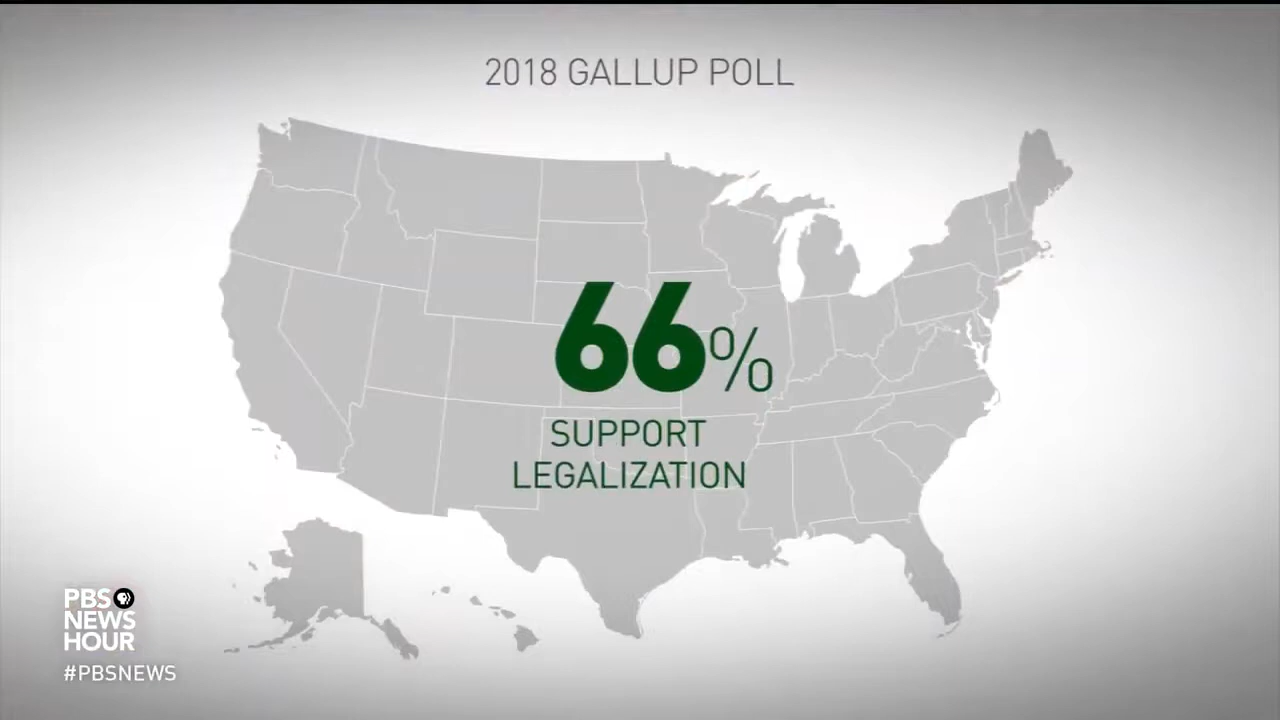 2018 GALLUP POLL
66%
SUPPORT
LEGALIZATION
PBS
NEWS
HOUR
#PBSNEWS